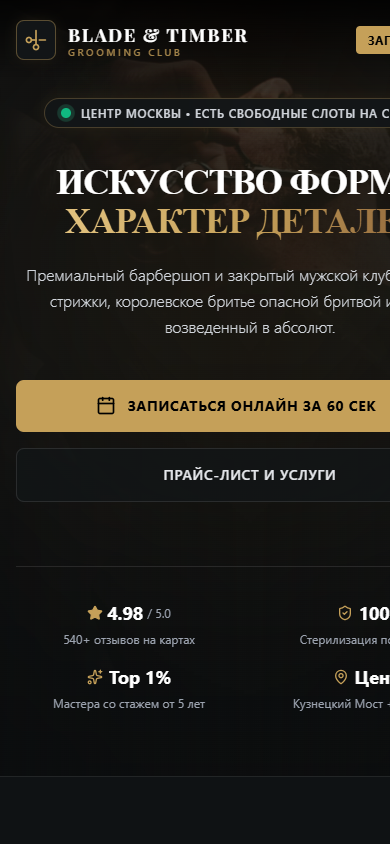 BLADE & TIMBER
GROOMING CLUB
ЗАП
ЦЕНТР МОСКВЫ • ЕСТЬ СВОБОДНЫЕ СЛОТЫ НА С
ИСКУССТВО ФОРМ
ХАРАКТЕР ДЕТАЛЕ
Премиальный барбершоп и закрытый мужской клуб
стрижки, королевское бритье опасной бритвой и
возведенный в абсолют.
ЗАПИСАТЬСЯ ОНЛАЙН ЗА 60 СЕК
ПРАЙС-ЛИСТ И УСЛУГИ
4.98 / 5.0
100
540+ отзывов на картах
Стерилизация по
Top 1%
Цен
Мастера со стажем от 5 лет
Кузнецкий Мост